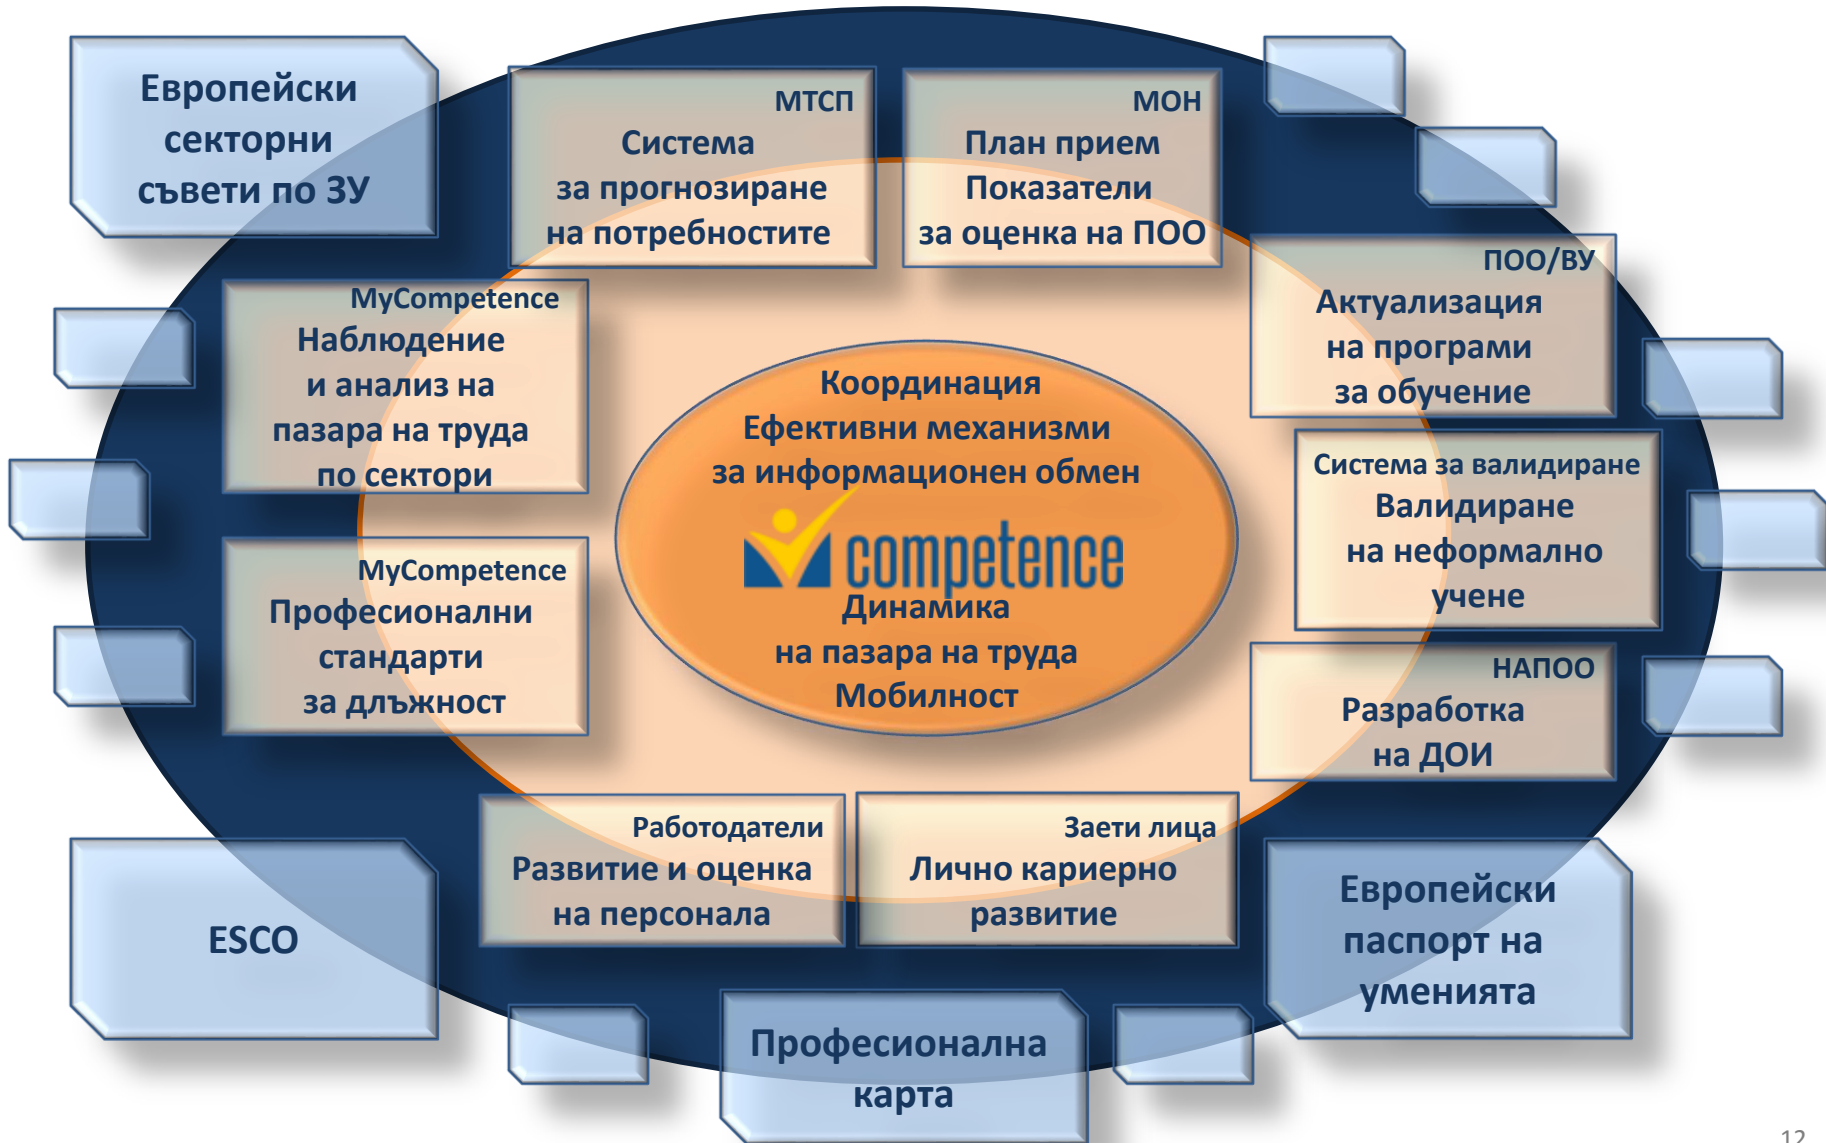 Европейски
секторни
съвети по ЗУ
МТСП
Система
за прогнозиране
на потребностите
МОН
План прием
Показатели
за оценка на ПОО
ПОО/ВУ
Актуализация
на програми
за обучение
MyCompetence
Наблюдение
и анализ на
пазара на труда
по сектори
Координация
Ефективни механизми
за информационен обмен
competence
Динамика
на пазара на труда
Мобилност
Система за валидиране
Валидиране
на неформално
учене
MyCompetence
Професионални
стандарти
за длъжност
НАПОО
Разработка
на ДОИ
Работодатели
Развитие и оценка
на персонала
Заети лица
Лично кариерно
развитие
ESCO
Европейски
паспорт на
уменията
Професионална
карта
12